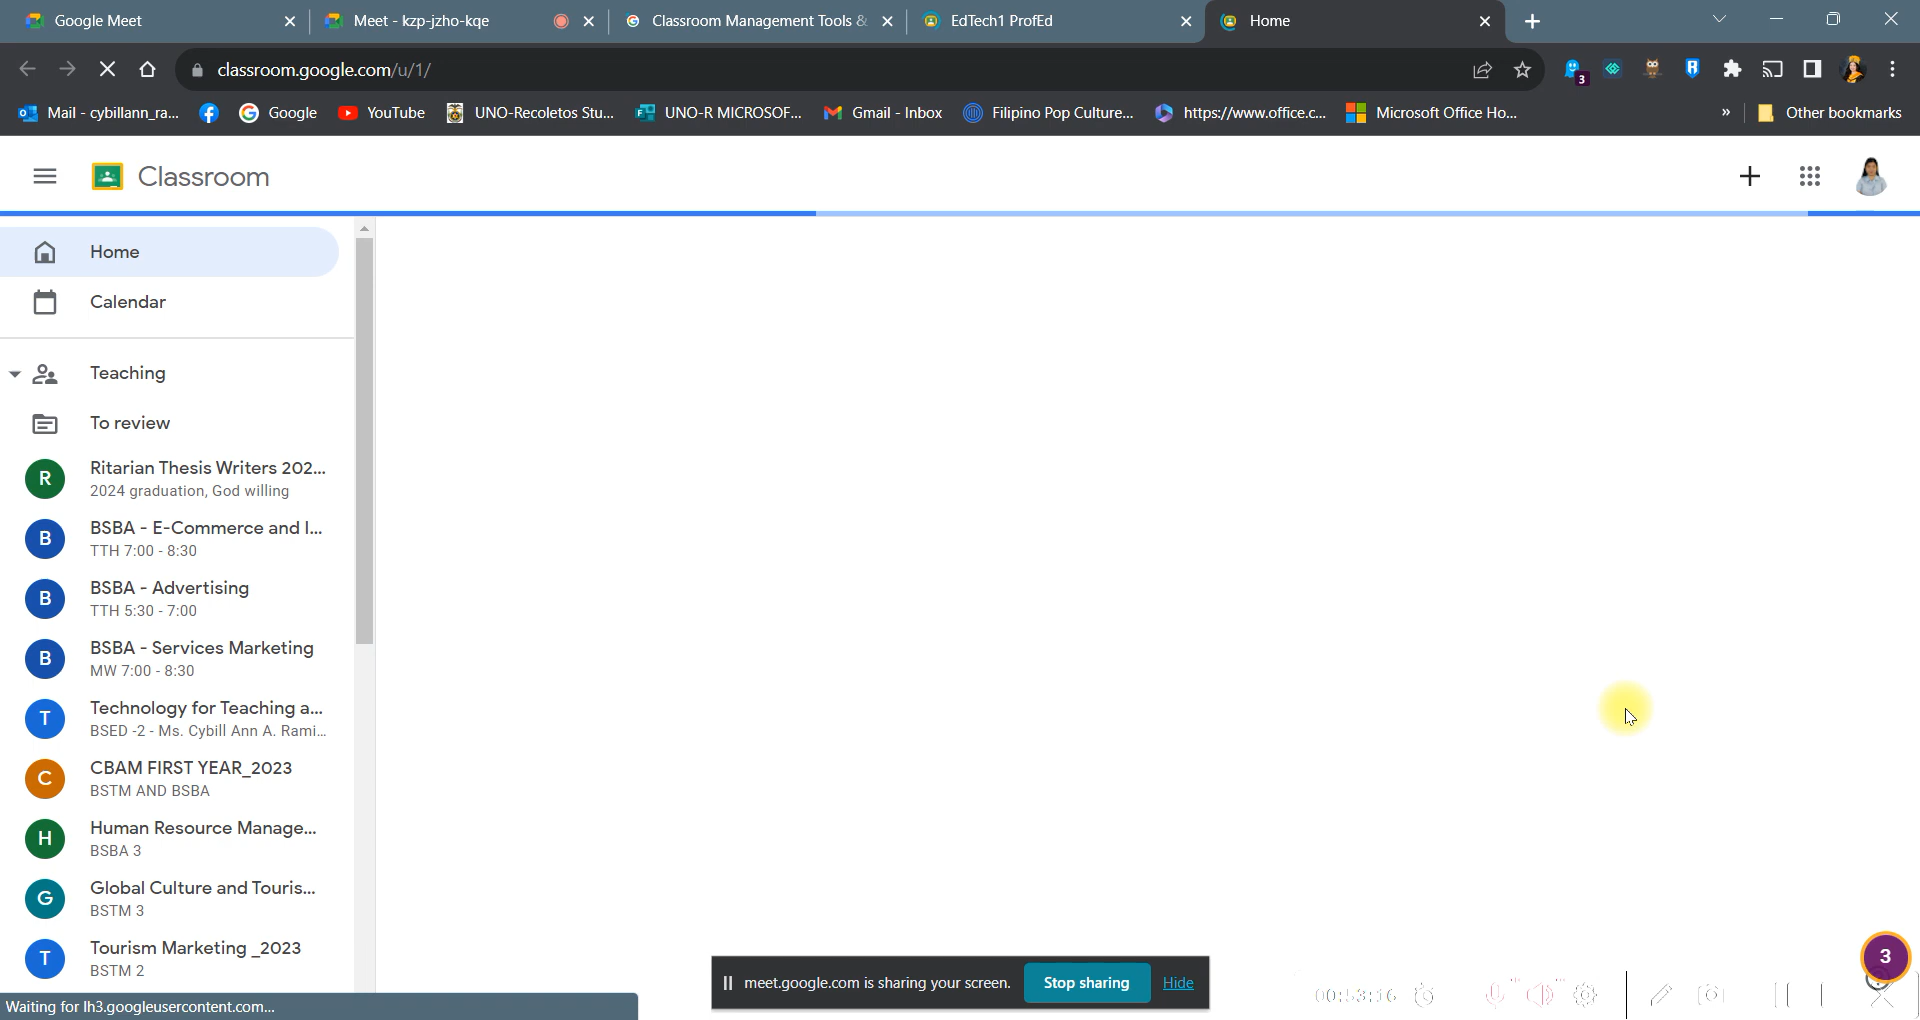 Google Meet
Meet - kzp-jzho-kqe
Classroom Management Tools &
EdTech1 ProfEd
Home
classroom.google.com/u/1/
3
Mail - cybillann_ra...
Google
YouTube
UNO-Recoletos Stu...
UNO-R MICROSOF...
Gmail - Inbox
Filipino Pop Culture...
https://www.office.c...
Microsoft Office Ho...
»
Other bookmarks
Classroom
Home
Calendar
Teaching
To review
R
Ritarian Thesis Writers 202...
2024 graduation, God willing
B
BSBA - E-Commerce and I...
TTH 7:00 - 8:30
B
BSBA - Advertising
TTH 5:30 - 7:00
B
BSBA - Services Marketing
MW 7:00 - 8:30
T
Technology for Teaching a...
BSED -2 - Ms. Cybill Ann A. Rami...
C
CBAM FIRST YEAR_2023
BSTM AND BSBA
H
Human Resource Manage...
BSBA 3
G
Global Culture and Touris...
BSTM 3
T
Tourism Marketing _2023
BSTM 2
3
meet.google.com is sharing your screen.
Stop sharing
Hide
00:53:16
Waiting for lh3.googleusercontent.com...